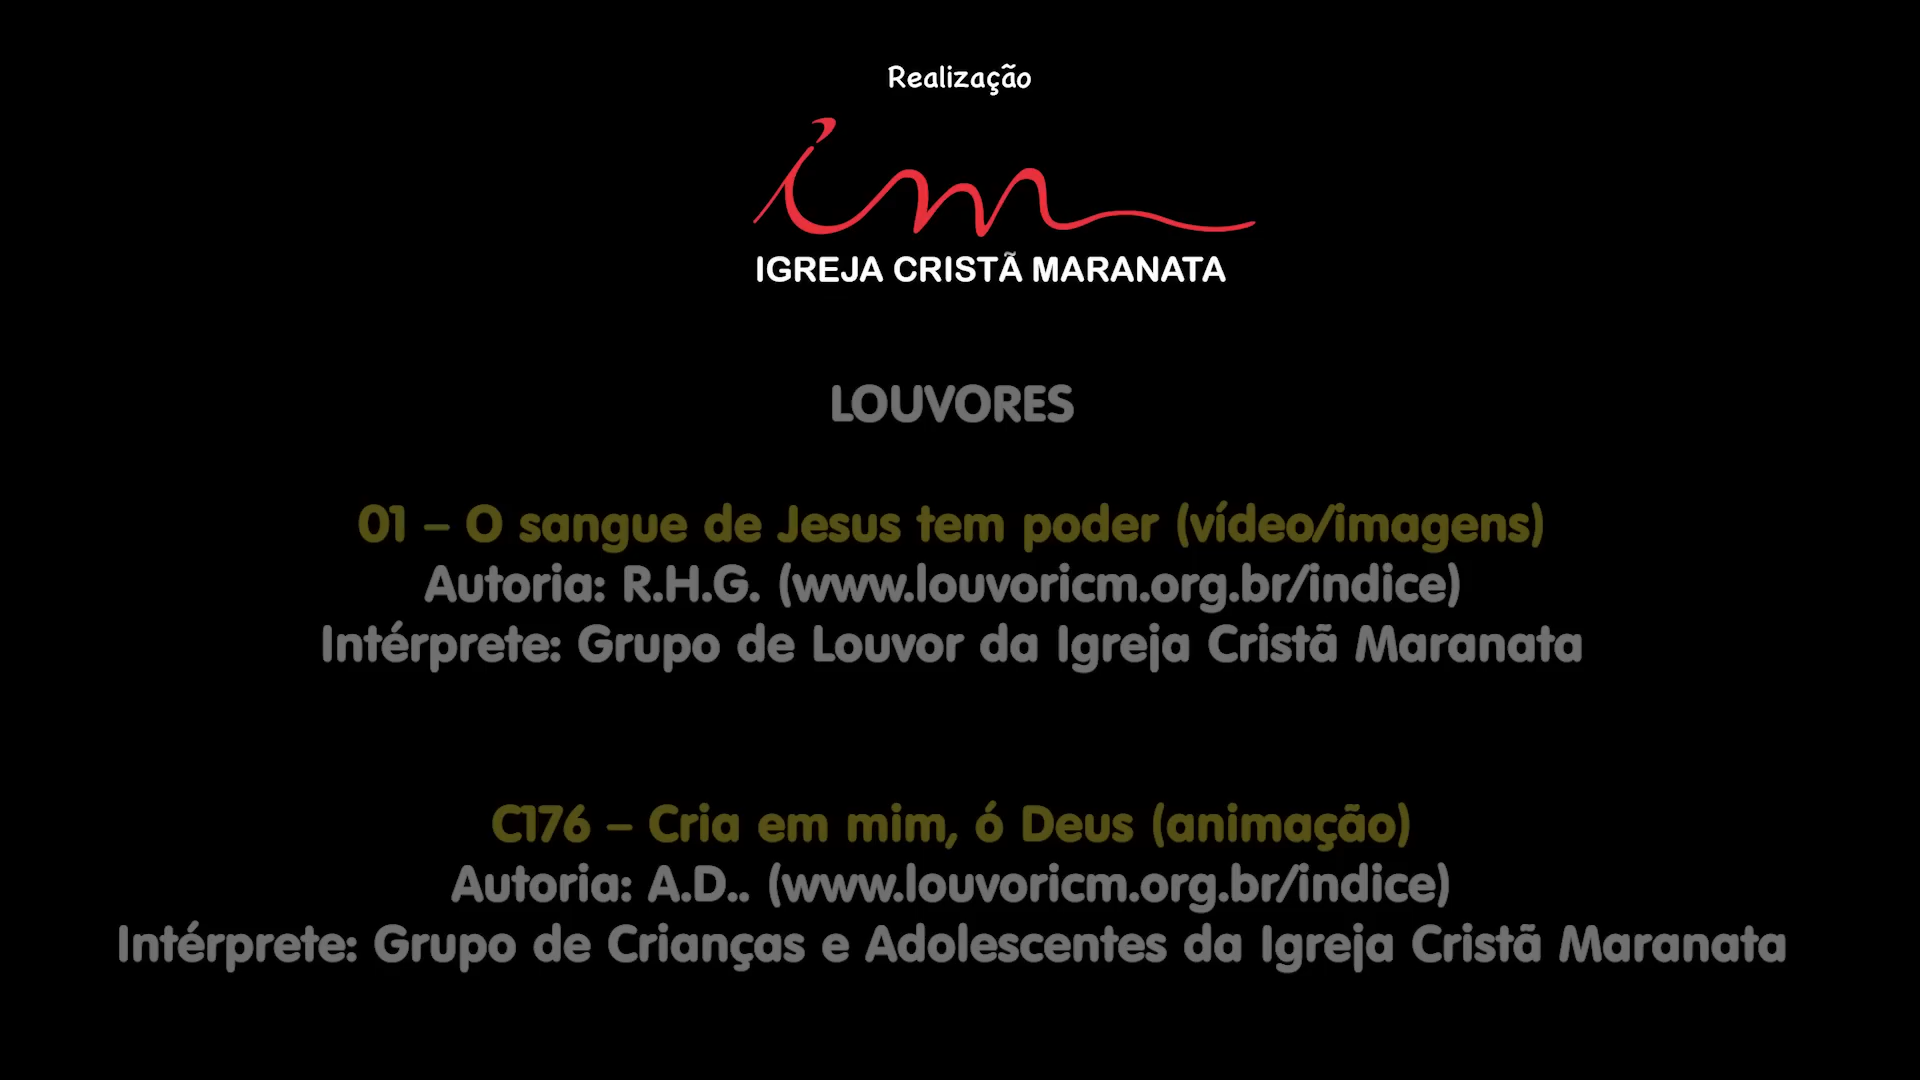 Realização
im
IGREJA CRISTÃ MARANATA
LOUVORES
01 – O sangue de Jesus tem poder (vídeo/imagens)
Autoria: R.H.G. (www.louvoricm.org.br/indice)
Intérprete: Grupo de Louvor da Igreja Cristã Maranata
C176 – Cria em mim, ó Deus (animação)
Autoria: A.D.. (www.louvoricm.org.br/indice)
Intérprete: Grupo de Crianças e Adolescentes da Igreja Cristã Maranata